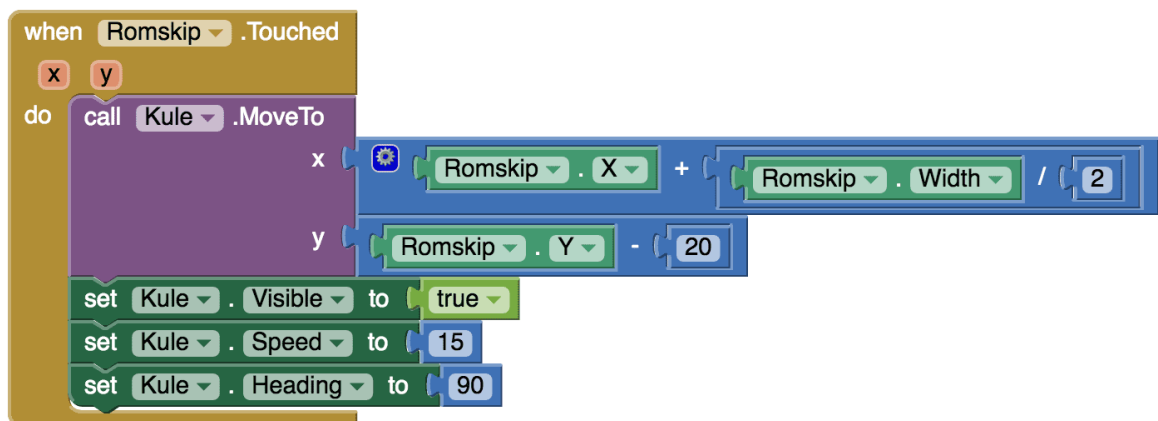 when Romskip .Touched
x y
do call Kule .MoveTo
x Romskip . X + Romskip . Width / 2
y Romskip . Y - 20
set Kule . Visible to true
set Kule . Speed to 15
set Kule . Heading to 90